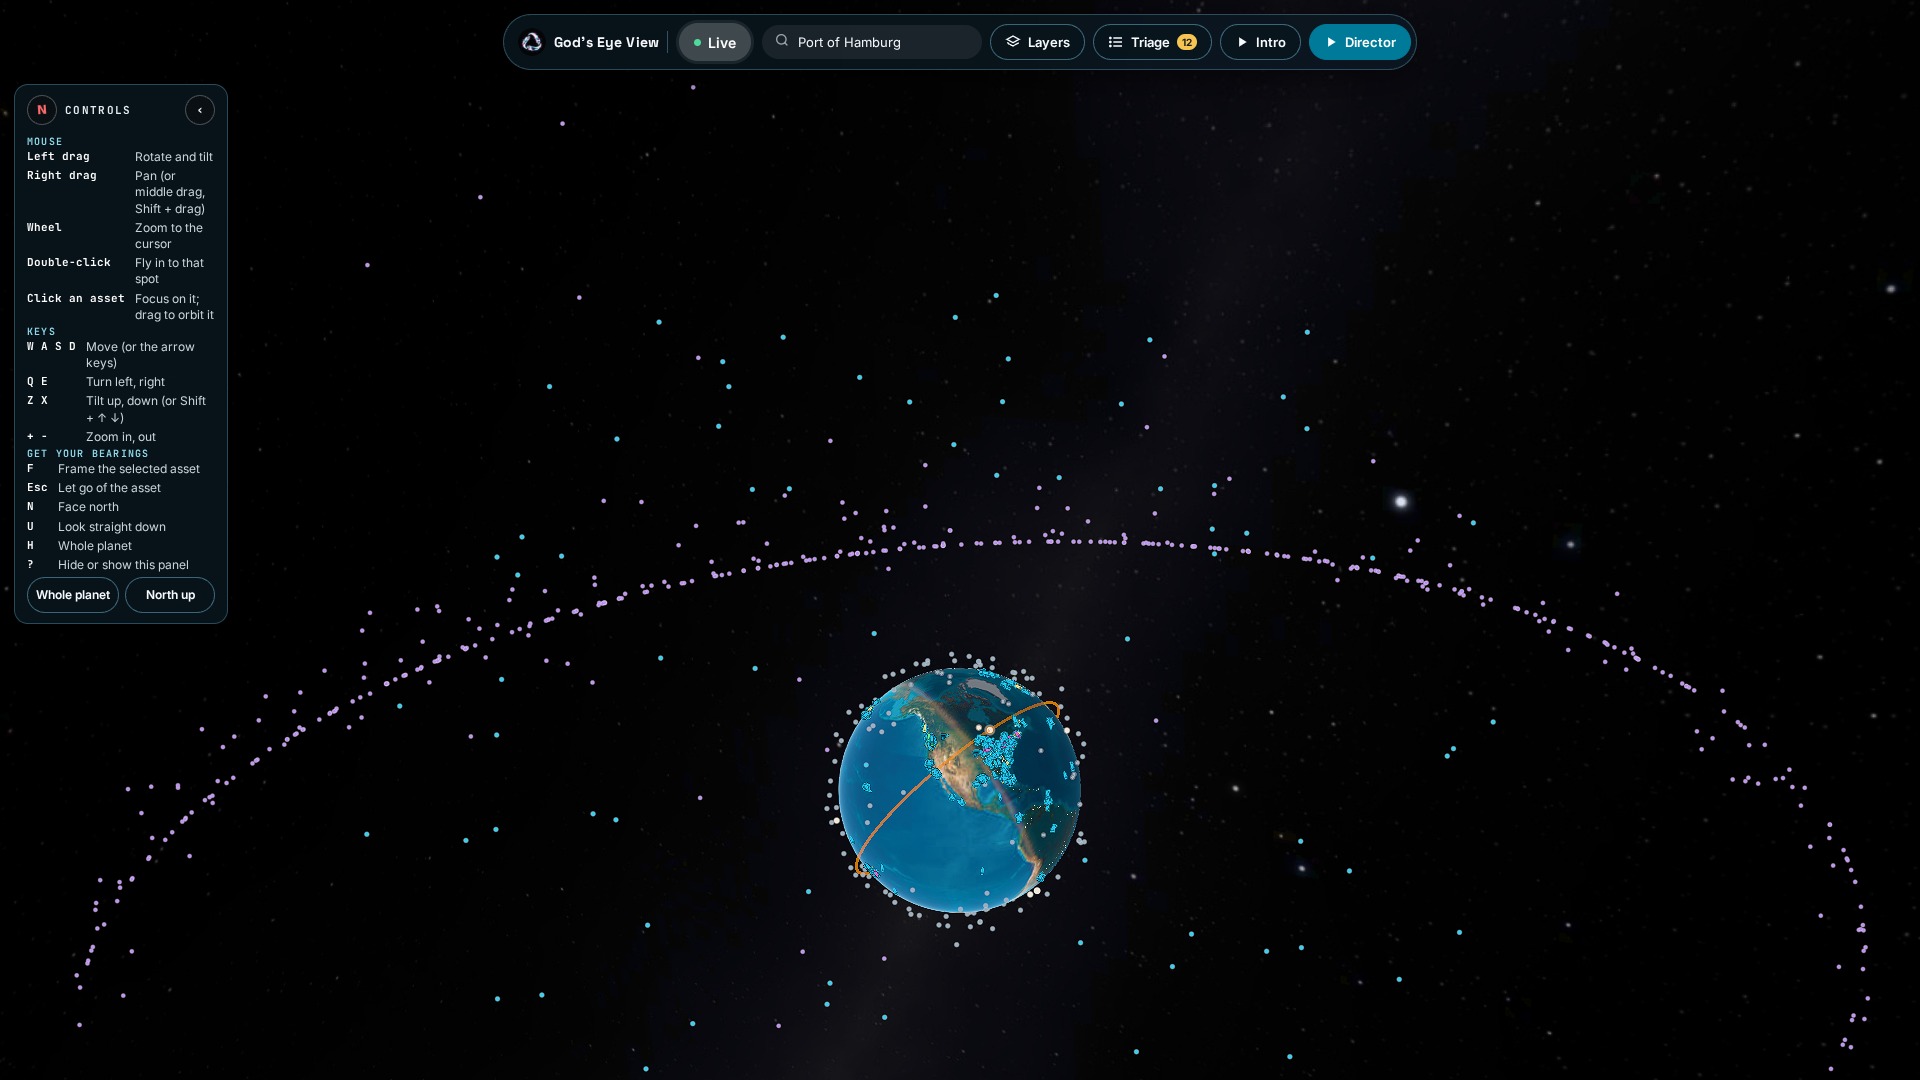 God's Eye View
Live
Port of Hamburg
Layers
Triage 12
Intro
Director
N CONTROLS ‹
MOUSE
Left drag Rotate and tilt
Right drag Pan (or
middle drag,
Shift + drag)
Wheel Zoom to the
cursor
Double-click Fly in to that
spot
Click an asset Focus on it;
drag to orbit it
KEYS
W A S D Move (or the arrow
keys)
Q E Turn left, right
Z X Tilt up, down (or Shift
+ ↑ ↓)
+ - Zoom in, out
GET YOUR BEARINGS
F Frame the selected asset
Esc Let go of the asset
N Face north
U Look straight down
H Whole planet
? Hide or show this panel
Whole planet North up